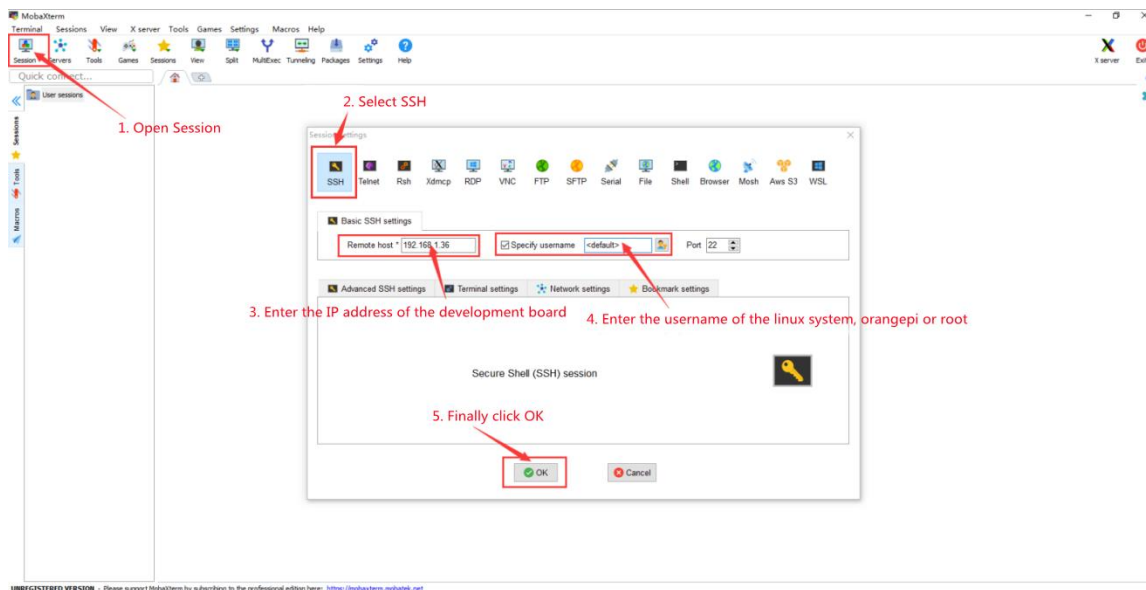 MobaXterm
Terminal Sessions View X server Tools Games Settings Macros Help
Session Servers Tools Games Sessions View Split MultiExec Tunneling Packages Settings Help X server Exit
Quick connect...
User sessions
Sessions
Tools
Macros
1. Open Session
2. Select SSH
Session settings
SSH Telnet Rsh Xdmcp RDP VNC FTP SFTP Serial File Shell Browser Mosh Aws S3 WSL
Basic SSH settings
Remote host * 192.168.1.36 Specify username <default> Port 22
Advanced SSH settings Terminal settings Network settings Bookmark settings
3. Enter the IP address of the development board
4. Enter the username of the linux system, orangepi or root
Secure Shell (SSH) session
5. Finally click OK
OK Cancel
UNREGISTERED VERSION - Please support MobaXterm by subscribing to the professional edition here: https://mobaxterm.mobatek.net